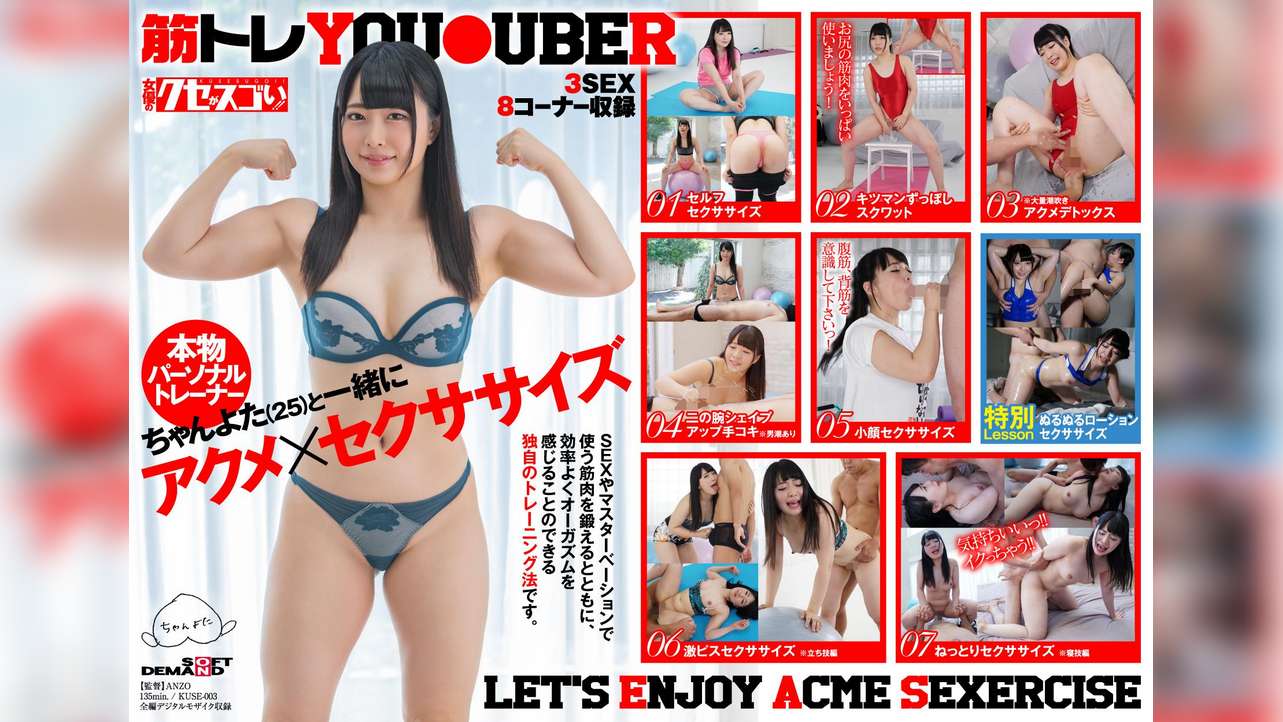 筋トレYOU●UBER
女優の
KUSESUGO!!
クセがスゴい!!!
3SEX
8コーナー収録
本物
パーソナル
トレーナー
ちゃんよた(25)と一緒に
アクメ×セクササイズ
SEXやマスターベーションで
使う筋肉を鍛えるとともに、
効率よくオーガズムを
感じることのできる
独自のトレーニング法です。
ちゃんよた
SOFT
DEMAND
【監督】ANZO
135min. / KUSE-003
全編デジタルモザイク収録
01 セルフ
セクササイズ
お尻の筋肉をいっぱい
使いましょう!
02 キツマンずっぽし
スクワット
03 ※大量潮吹き
アクメデトックス
04 二の腕シェイプ
アップ手コキ ※男潮あり
腹筋、背筋を
意識して下さいっ!
05 小顔セクササイズ
特別 Lesson
ぬるぬるローション
セクササイズ
06 激ピスセクササイズ ※立ち技編
気持ちいいっ!!
イクっちゃう!!
07 ねっとりセクササイズ ※寝技編
LET'S ENJOY ACME SEXERCISE